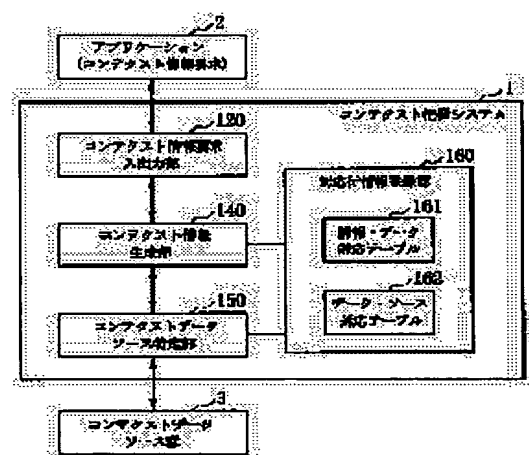 2
アプリケーション
(コンテクスト情報要求)
1
コンテクスト把握システム
120
コンテクスト情報要求
入出力部
160
対応付情報登録部
140
コンテクスト情報
生成部
161
情報・データ
対応テーブル
162
データ・ソース
対応テーブル
150
コンテクストデータ
ソース特定部
3
コンテクストデータ
ソース群